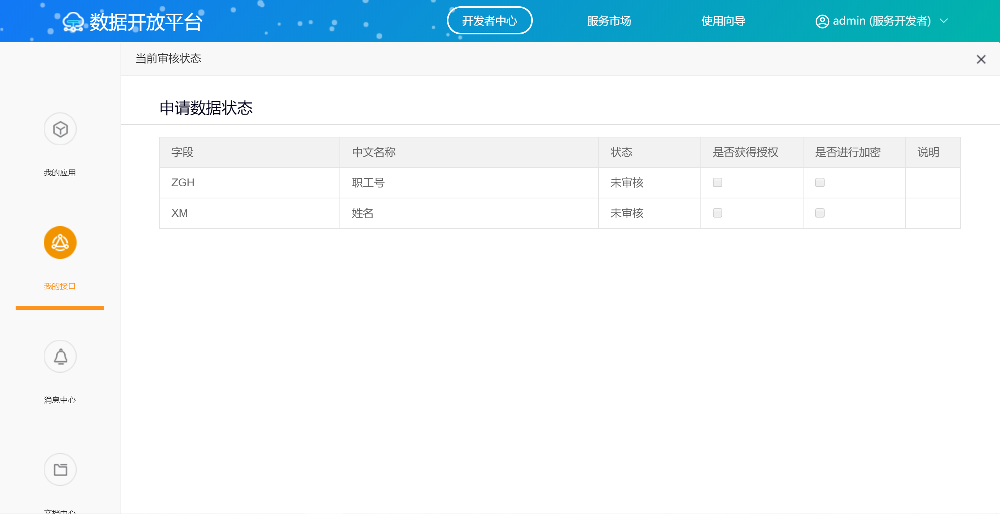 数据开放平台
开发者中心 服务市场 使用向导 admin (服务开发者)
当前审核状态
申请数据状态
字段 中文名称 状态 是否获得授权 是否进行加密 说明
ZGH 职工号 未审核
XM 姓名 未审核
我的应用
我的接口
消息中心
文档中心